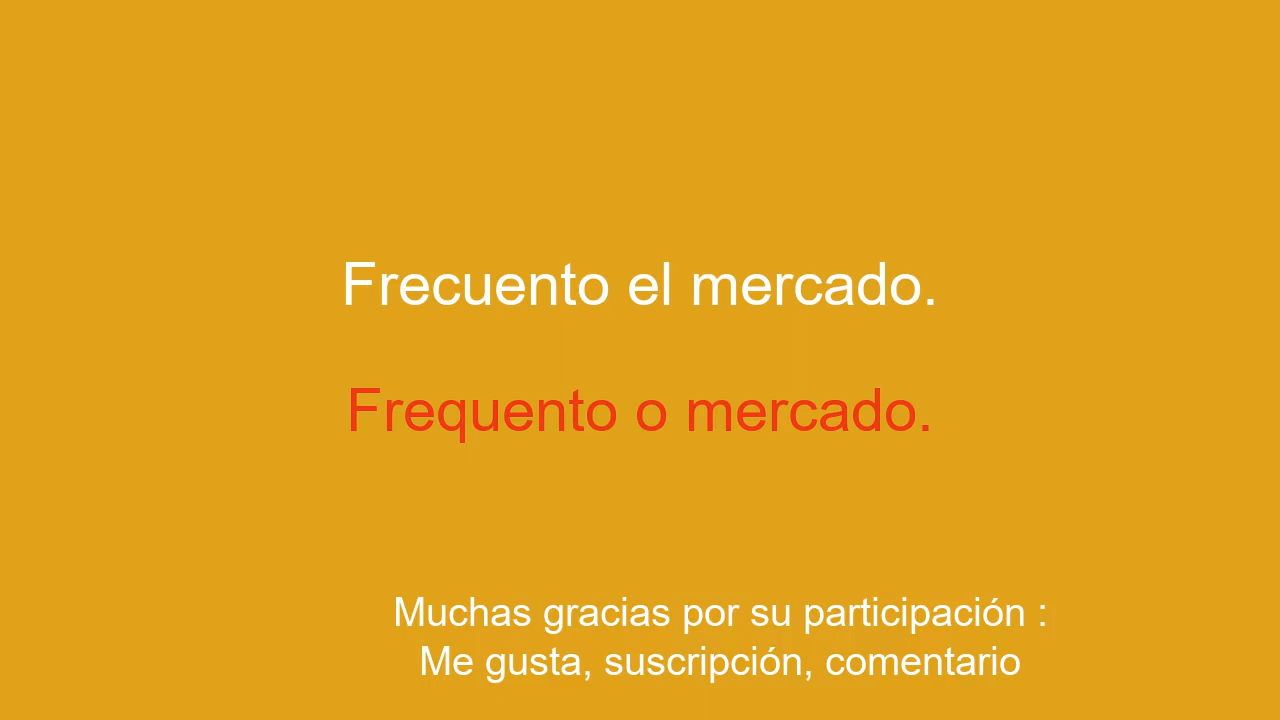 Frecuento el mercado.
Frequento o mercado.
Muchas gracias por su participación :
Me gusta, suscripción, comentario